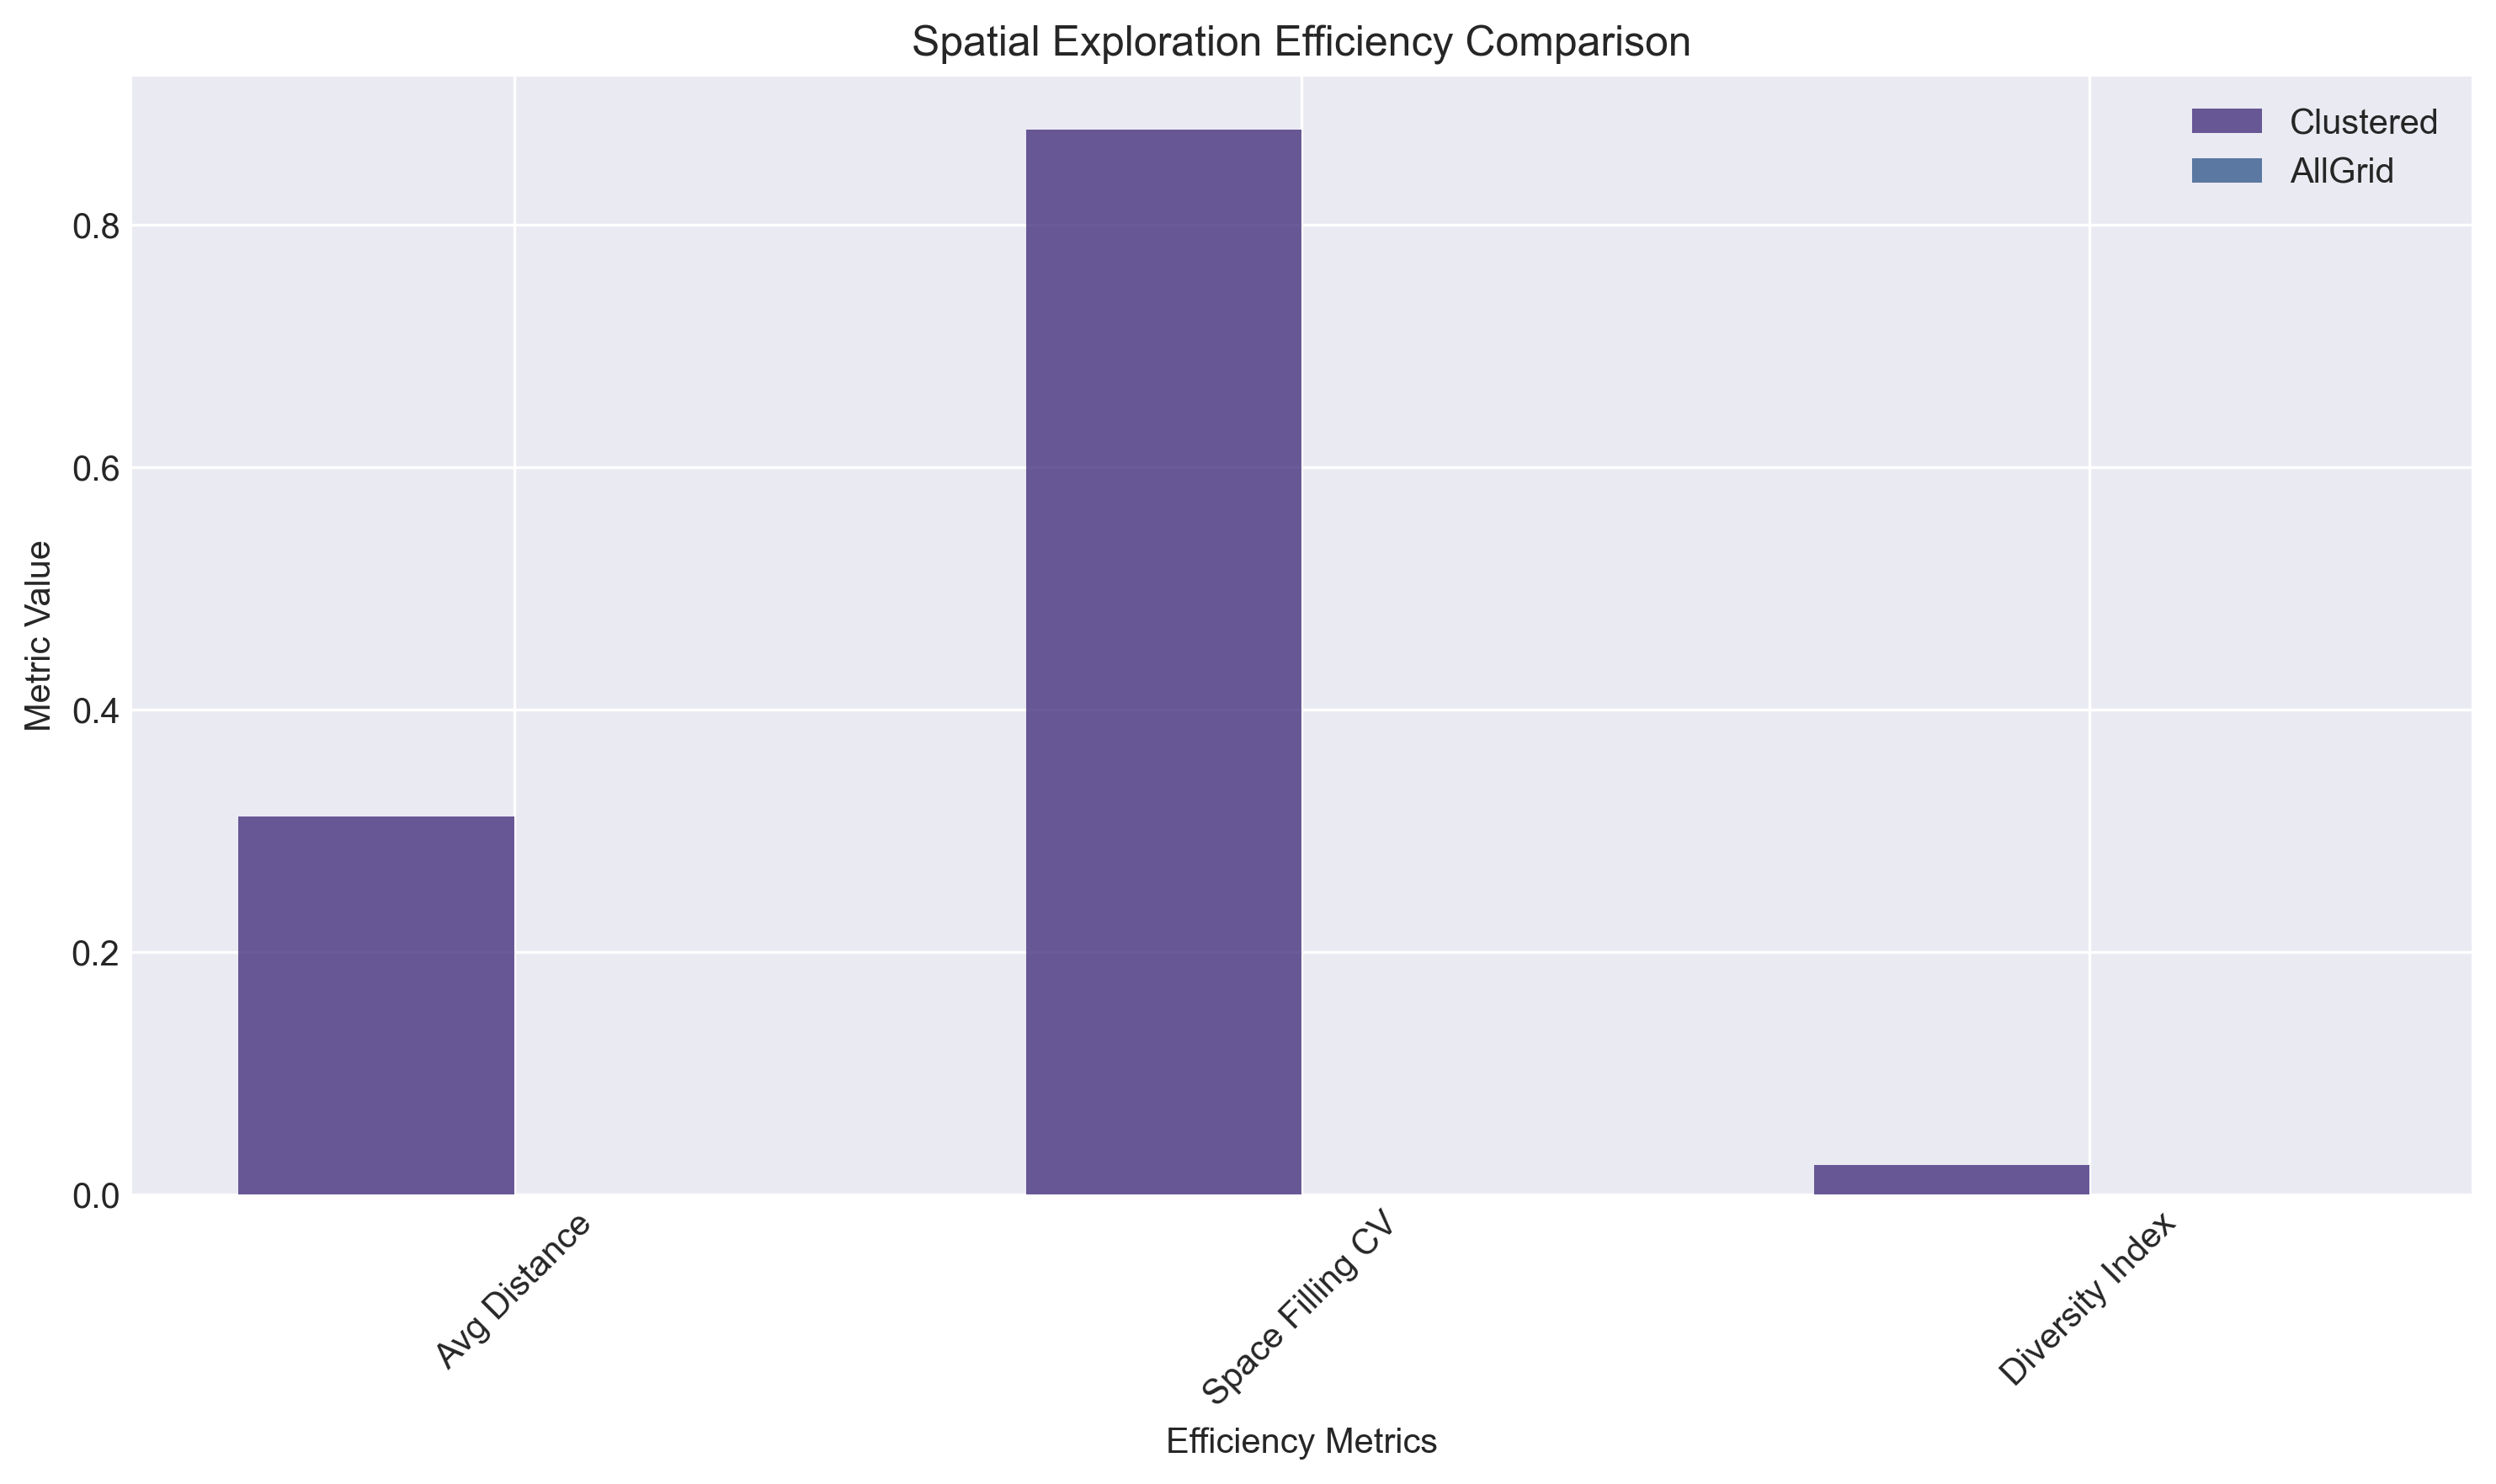 Spatial Exploration Efficiency Comparison
Clustered
AllGrid
Metric Value
0.8
0.6
0.4
0.2
0.0
Avg Distance
Space Filling CV
Diversity Index
Efficiency Metrics